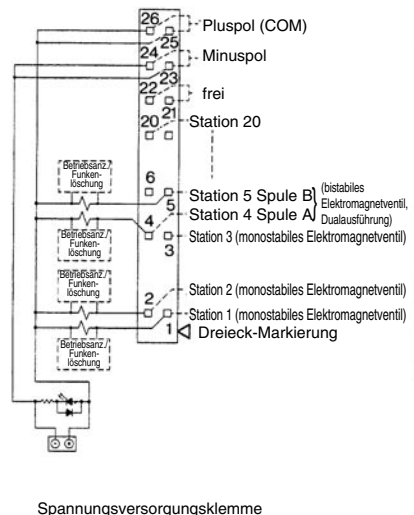 26
Pluspol (COM)
25
24
Minuspol
23
22
frei
21
20
Station 20
Betriebsanz./
Funken-
löschung
6
5
Station 5 Spule B
(bistabiles
Elektromagnetventil,
Dualausführung)
4
Station 4 Spule A
Betriebsanz./
Funken-
löschung
3
Station 3 (monostabiles Elektromagnetventil)
Betriebsanz./
Funken-
löschung
2
Station 2 (monostabiles Elektromagnetventil)
Station 1 (monostabiles Elektromagnetventil)
1
Dreieck-Markierung
Betriebsanz./
Funken-
löschung
Spannungsversorgungsklemme